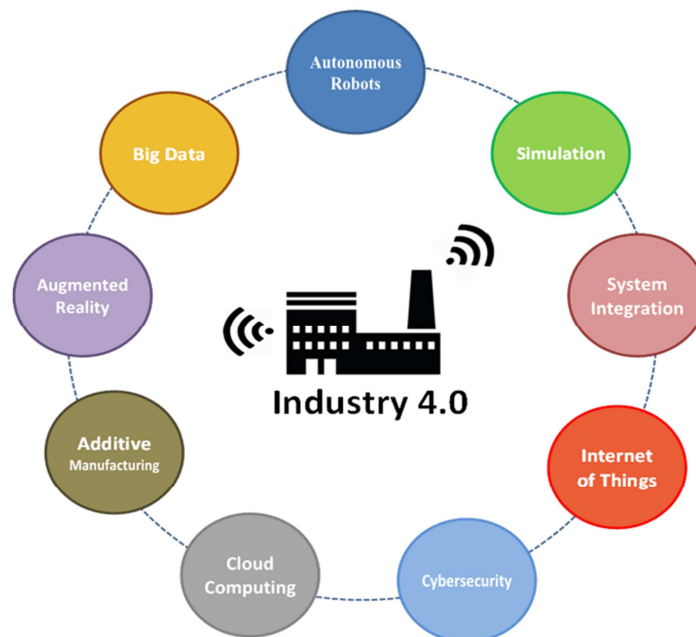 Autonomous
Robots
Big Data
Simulation
Augmented
Reality
System
Integration
Industry 4.0
Additive
Manufacturing
Internet
of Things
Cloud
Computing
Cybersecurity